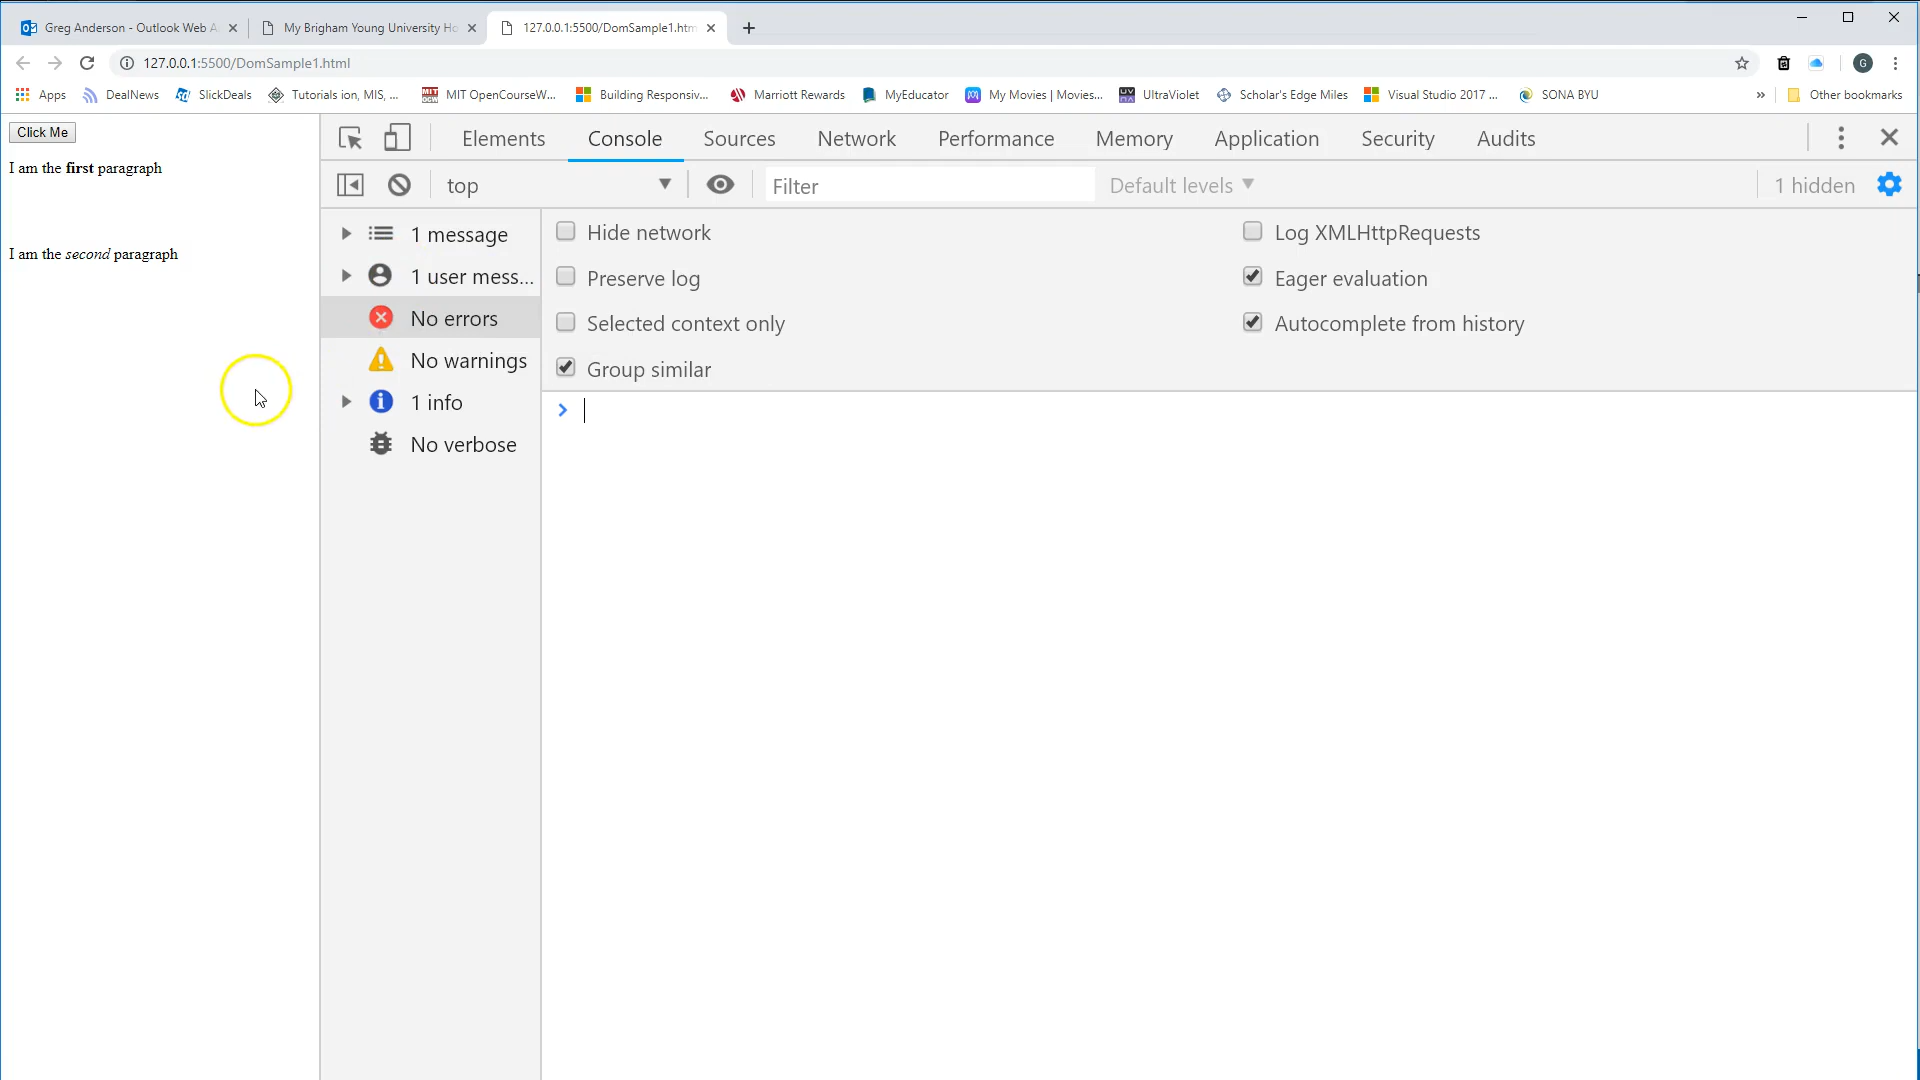 Greg Anderson - Outlook Web A
My Brigham Young University Ho
127.0.0.1:5500/DomSample1.htm
127.0.0.1:5500/DomSample1.html
G
Apps
DealNews
SlickDeals
Tutorials ion, MIS, ...
MIT OpenCourseW...
Building Responsiv...
Marriott Rewards
MyEducator
My Movies | Movies...
UltraViolet
Scholar's Edge Miles
Visual Studio 2017 ...
SONA BYU
»
Other bookmarks
Click Me
I am the first paragraph
I am the second paragraph
Elements
Console
Sources
Network
Performance
Memory
Application
Security
Audits
top
Filter
Default levels
1 hidden
1 message
1 user mess...
No errors
No warnings
1 info
No verbose
Hide network
Log XMLHttpRequests
Preserve log
Eager evaluation
Selected context only
Autocomplete from history
Group similar